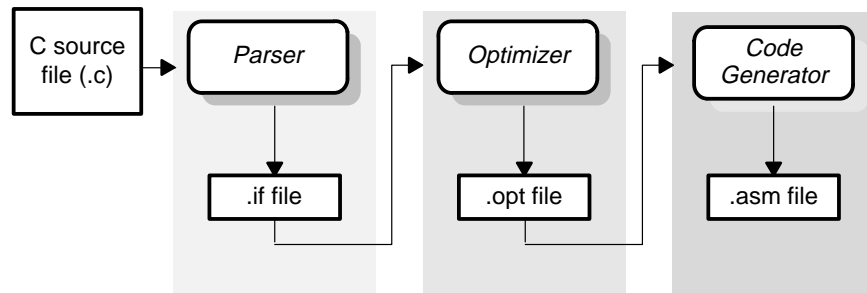 C source
file (.c)
Parser
Optimizer
Code
Generator
.if file
.opt file
.asm file